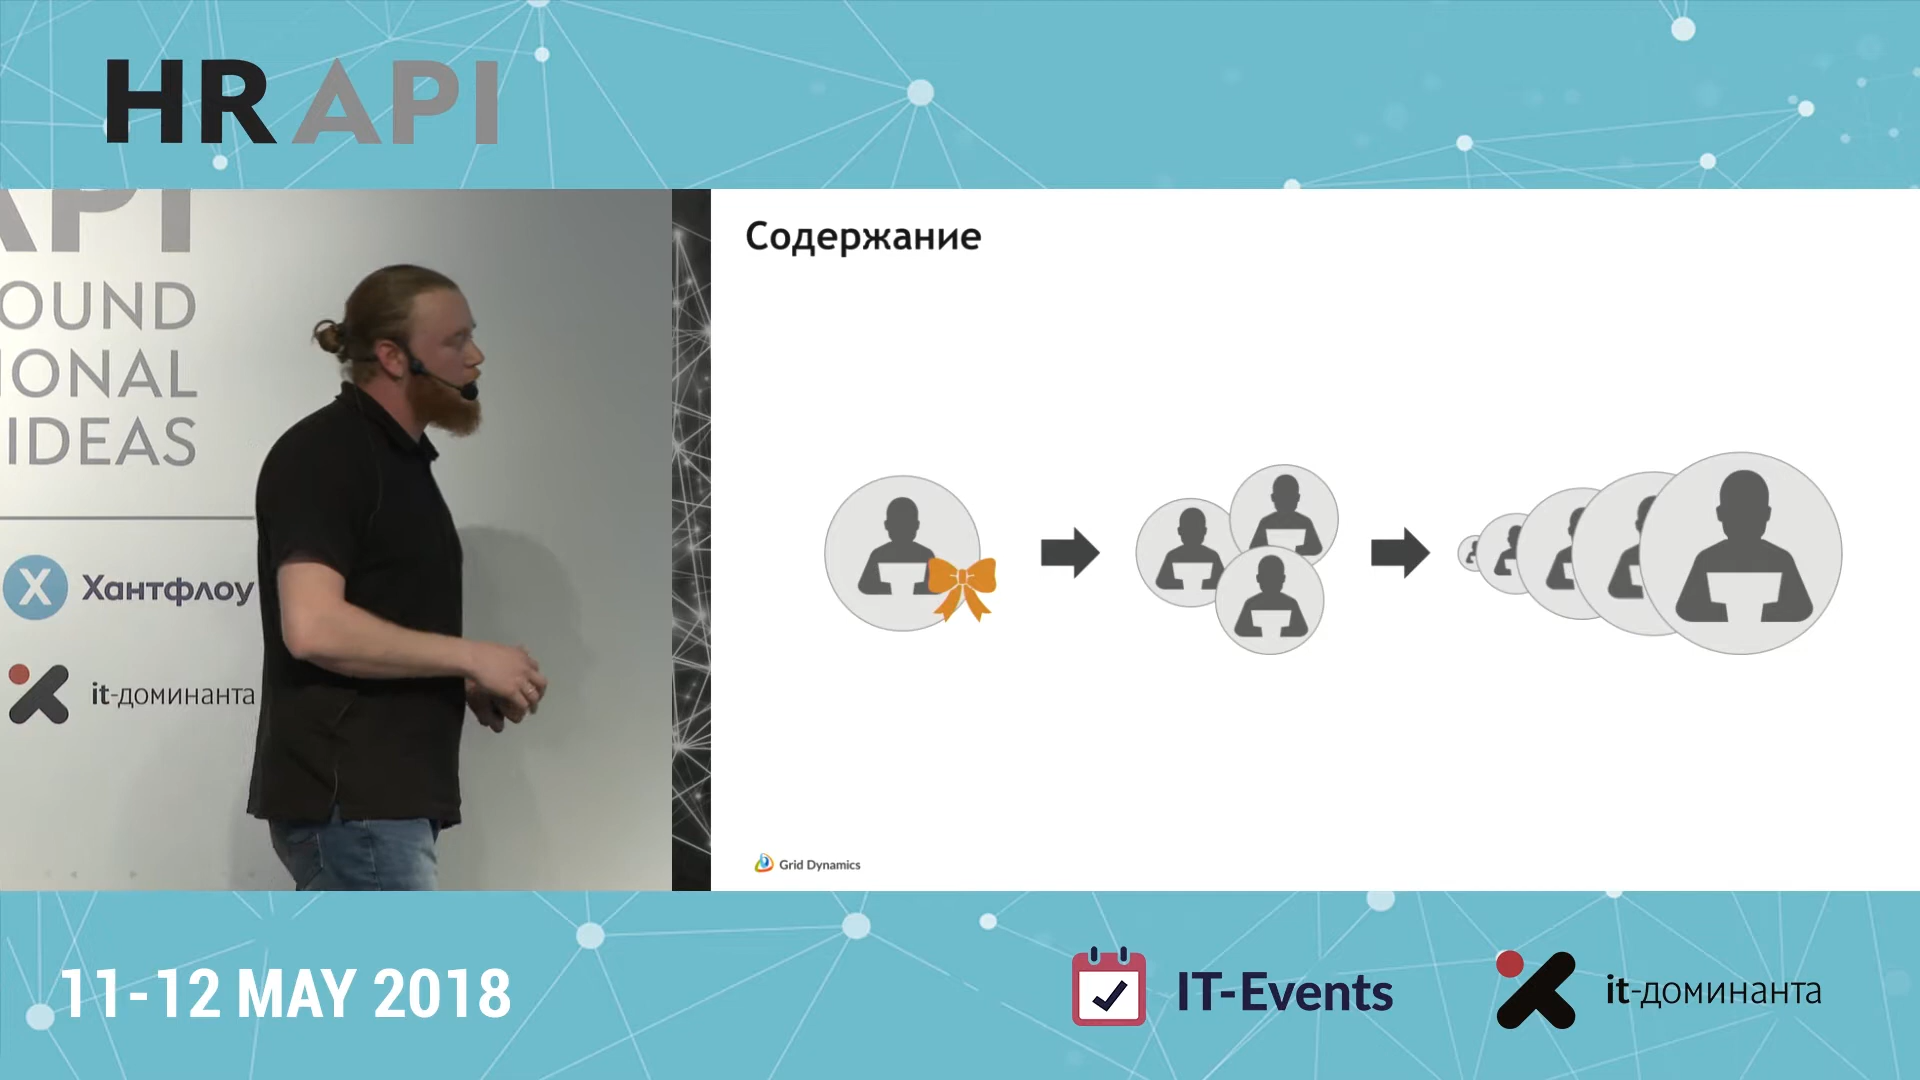 HR API
API
OUND
IONAL
IDEAS
Хантфлоу
it-доминанта
Содержание
Grid Dynamics
11-12 MAY 2018
IT-Events
it-доминанта